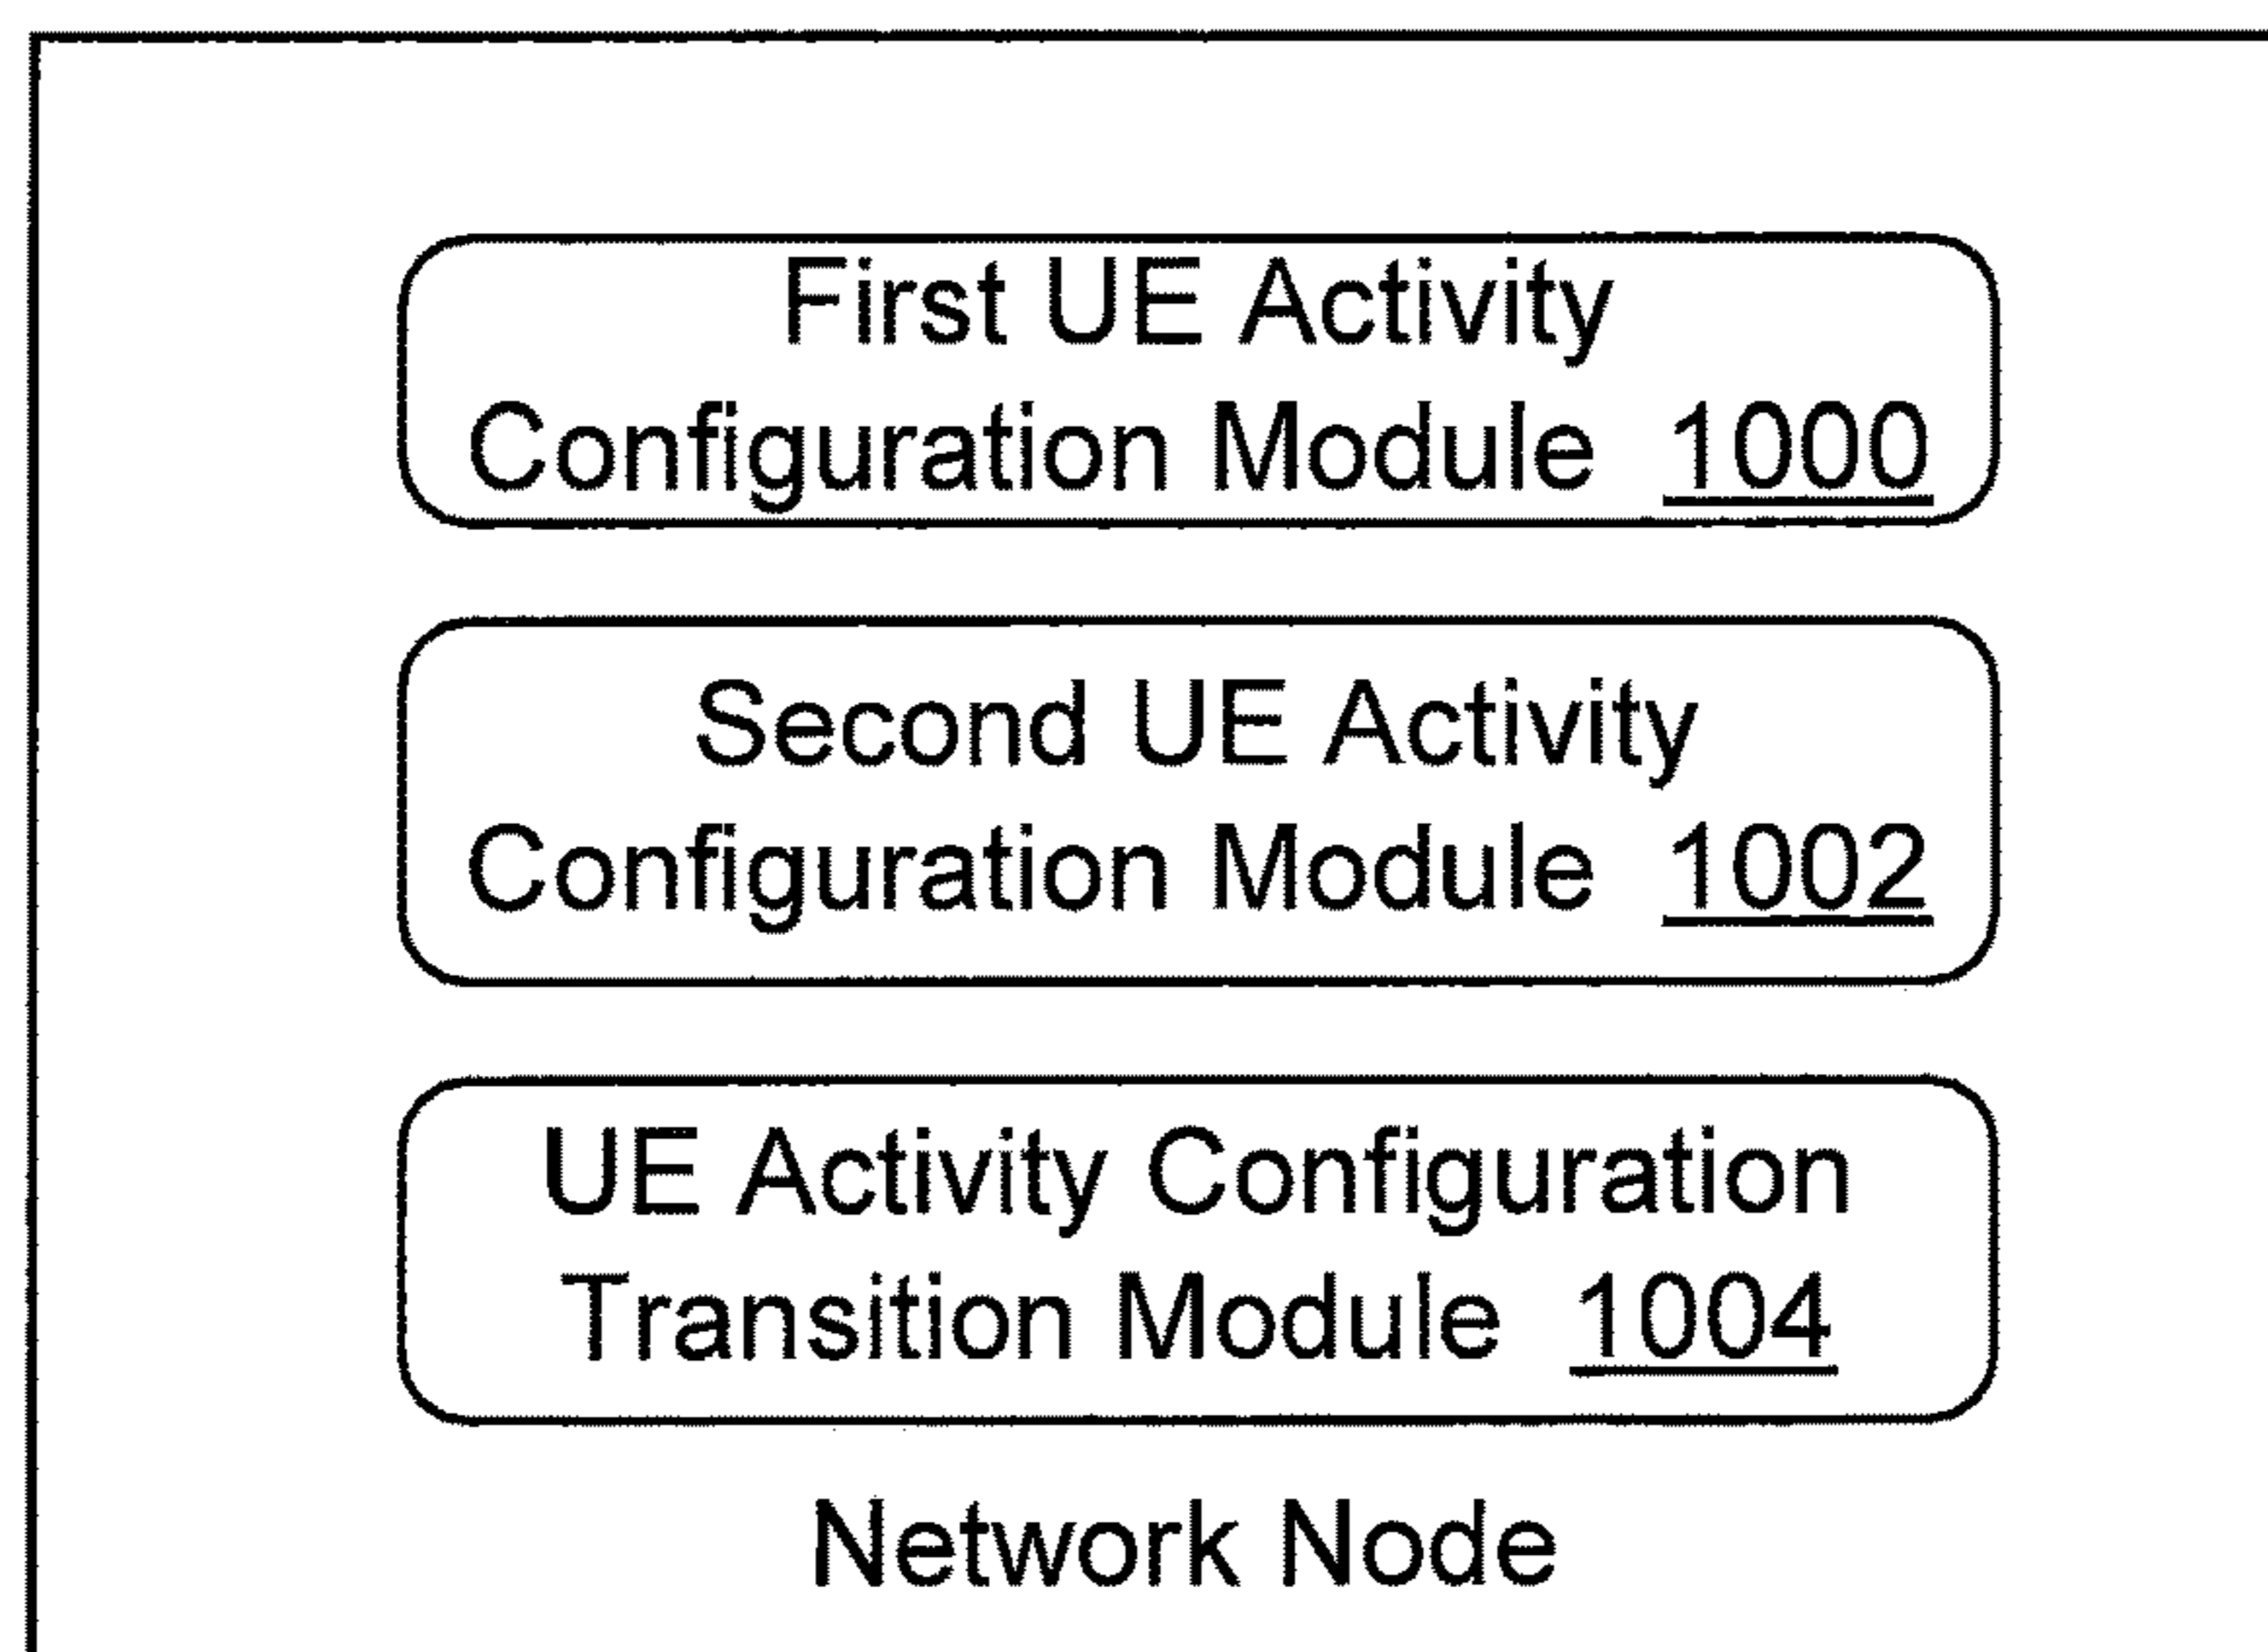 First UE Activity
Configuration Module 1000
Second UE Activity
Configuration Module 1002
UE Activity Configuration
Transition Module 1004
Network Node